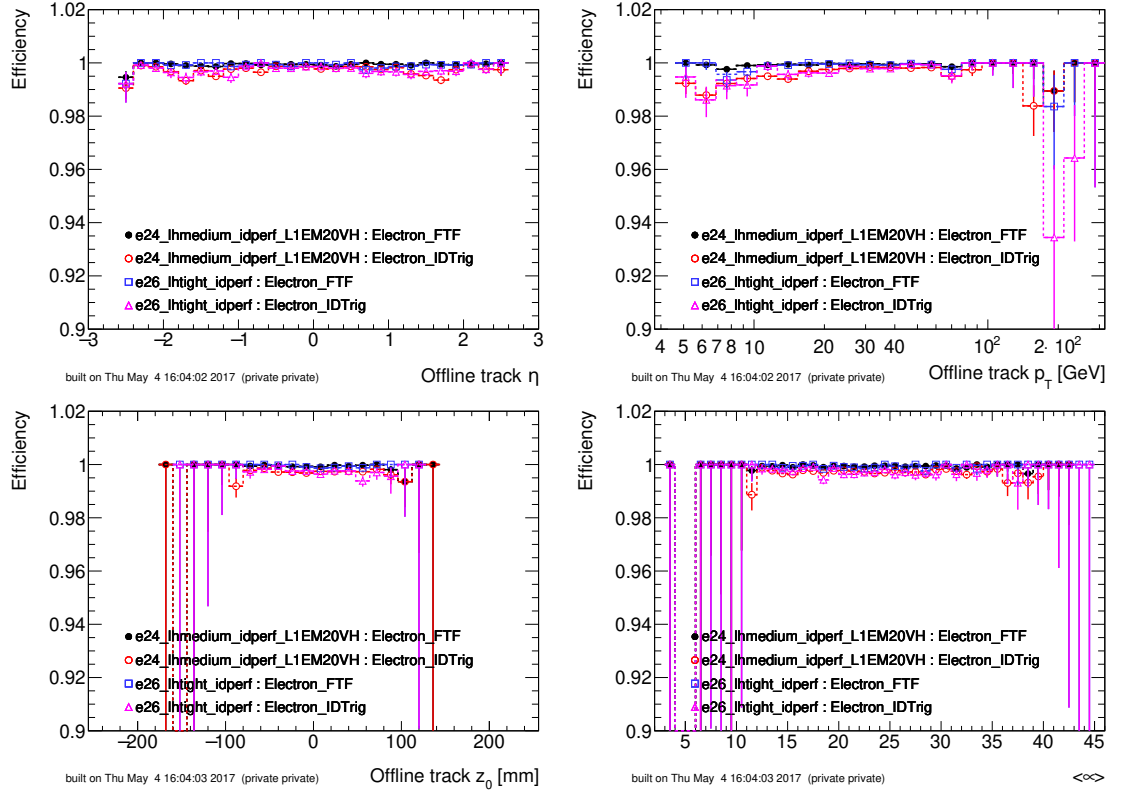 Efficiency
1.02
1
0.98
0.96
0.94
0.92
0.9
e24_lhmedium_idperf_L1EM20VH : Electron_FTF
e24_lhmedium_idperf_L1EM20VH : Electron_IDTrig
e26_lhtight_idperf : Electron_FTF
e26_lhtight_idperf : Electron_IDTrig
−3 −2 −1 0 1 2 3
Offline track η
built on Thu May 4 16:04:02 2017 (private private)
Efficiency
1.02
1
0.98
0.96
0.94
0.92
0.9
e24_lhmedium_idperf_L1EM20VH : Electron_FTF
e24_lhmedium_idperf_L1EM20VH : Electron_IDTrig
e26_lhtight_idperf : Electron_FTF
e26_lhtight_idperf : Electron_IDTrig
4 5 6 7 8 10 20 30 40 10² 2· 10²
Offline track p_T [GeV]
built on Thu May 4 16:04:02 2017 (private private)
Efficiency
1.02
1
0.98
0.96
0.94
0.92
0.9
e24_lhmedium_idperf_L1EM20VH : Electron_FTF
e24_lhmedium_idperf_L1EM20VH : Electron_IDTrig
e26_lhtight_idperf : Electron_FTF
e26_lhtight_idperf : Electron_IDTrig
−200 −100 0 100 200
Offline track z_0 [mm]
built on Thu May 4 16:04:03 2017 (private private)
Efficiency
1.02
1
0.98
0.96
0.94
0.92
0.9
e24_lhmedium_idperf_L1EM20VH : Electron_FTF
e24_lhmedium_idperf_L1EM20VH : Electron_IDTrig
e26_lhtight_idperf : Electron_FTF
e26_lhtight_idperf : Electron_IDTrig
5 10 15 20 25 30 35 40 45
<∝>
built on Thu May 4 16:04:03 2017 (private private)